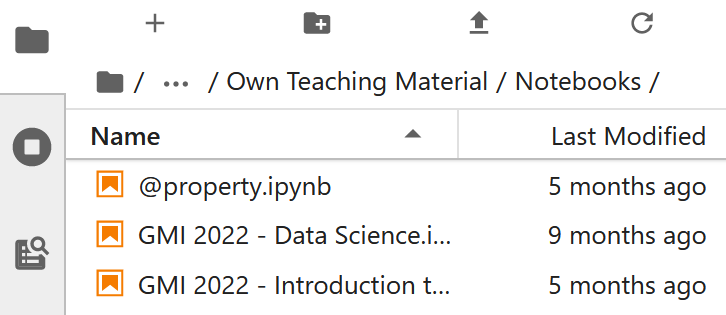 / ··· / Own Teaching Material / Notebooks /
Name Last Modified
@property.ipynb 5 months ago
GMI 2022 - Data Science.i... 9 months ago
GMI 2022 - Introduction t... 5 months ago